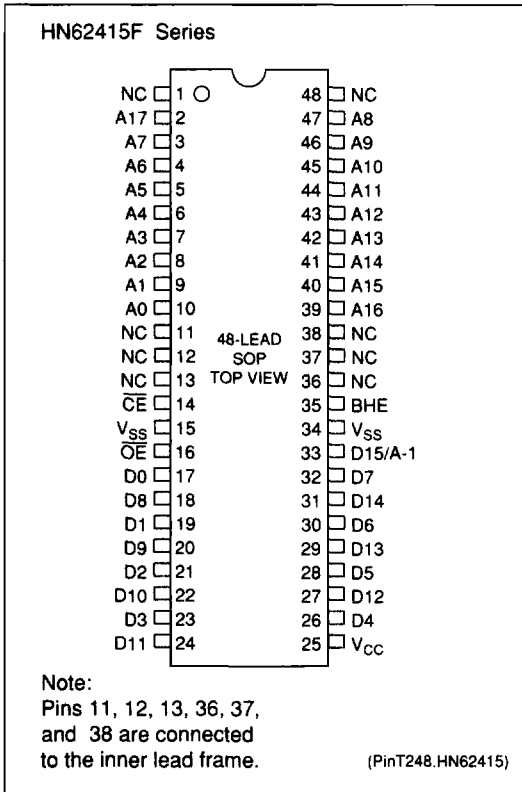 HN62415F Series
NC 1 48 NC
A17 2 47 A8
A7 3 46 A9
A6 4 45 A10
A5 5 44 A11
A4 6 43 A12
A3 7 42 A13
A2 8 41 A14
A1 9 40 A15
A0 10 39 A16
NC 11 38 NC
NC 12 37 NC
NC 13 36 NC
48-LEAD
SOP
TOP VIEW
C̅E̅ 14 35 BHE
VSS 15 34 VSS
O̅E̅ 16 33 D15/A-1
D0 17 32 D7
D8 18 31 D14
D1 19 30 D6
D9 20 29 D13
D2 21 28 D5
D10 22 27 D12
D3 23 26 D4
D11 24 25 VCC
Note:
Pins 11, 12, 13, 36, 37,
and 38 are connected
to the inner lead frame.
(PinT248.HN62415)